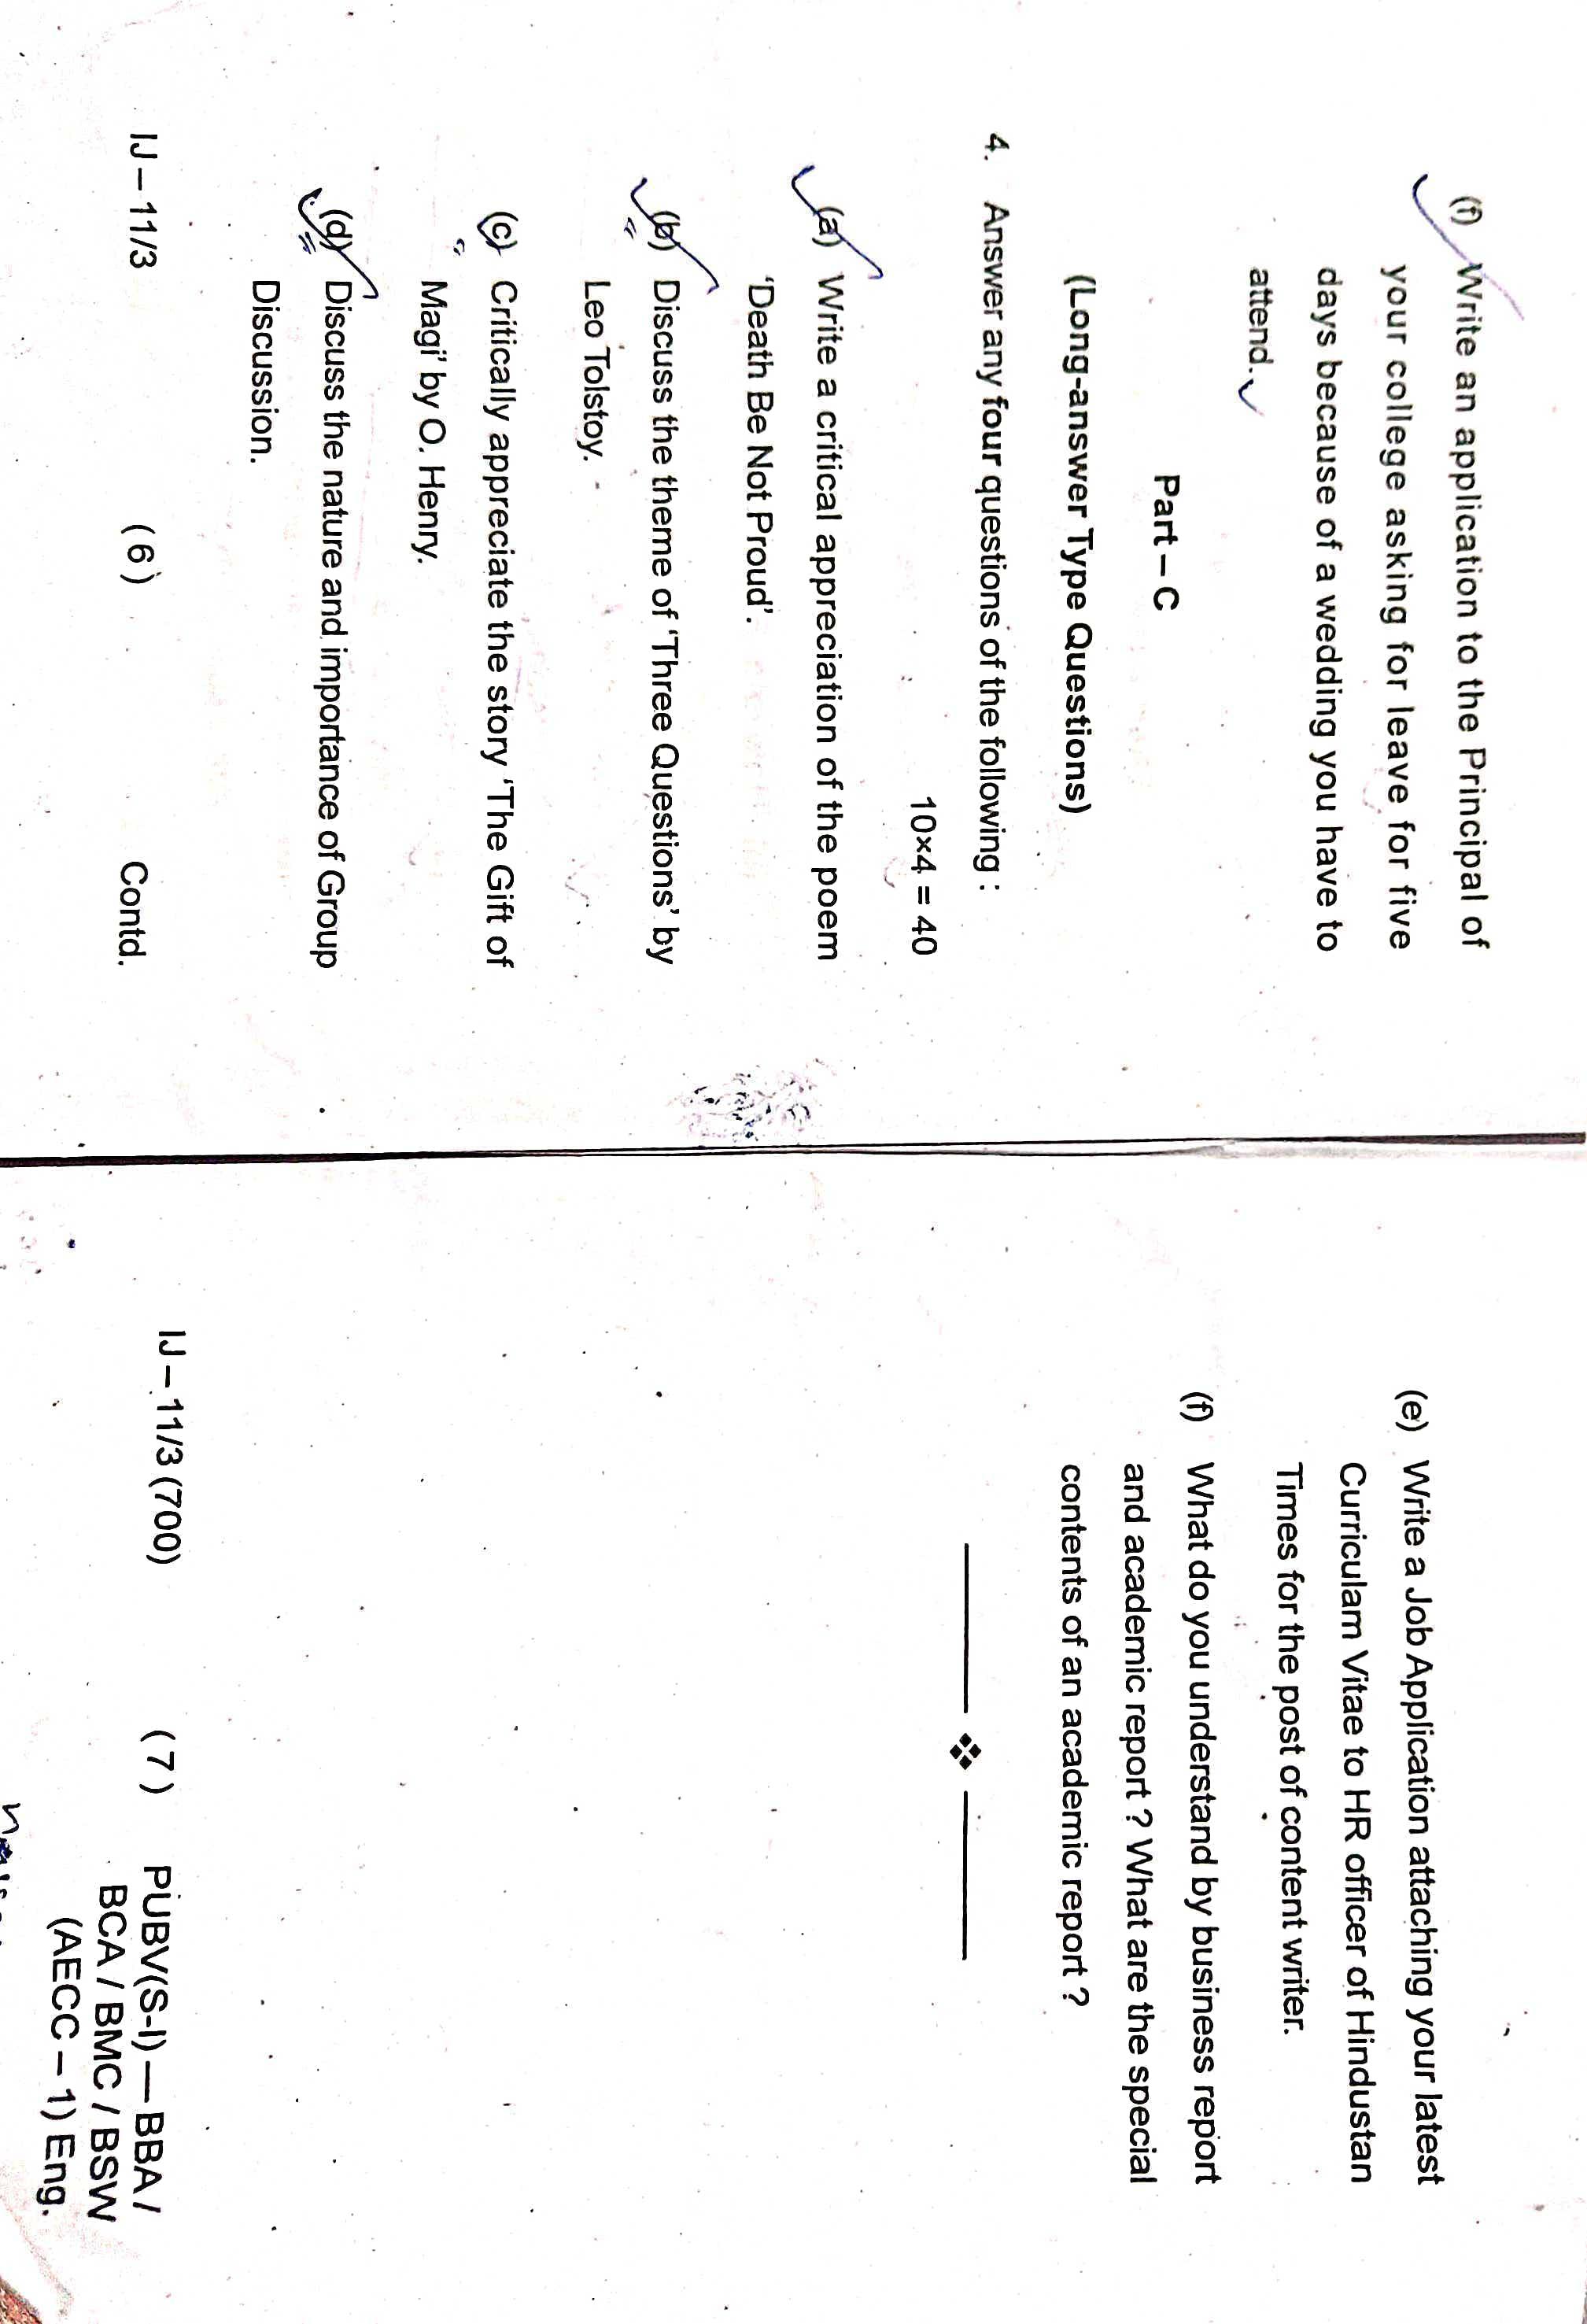 (f) Write an application to the Principal of
your college asking for leave for five
days because of a wedding you have to
attend.
Part – C
(Long-answer Type Questions)
4. Answer any four questions of the following :
10×4 = 40
(a) Write a critical appreciation of the poem
'Death Be Not Proud'.
(b) Discuss the theme of 'Three Questions' by
Leo Tolstoy.
(c) Critically appreciate the story 'The Gift of
Magi' by O. Henry.
(d) Discuss the nature and importance of Group
Discussion.
IJ – 11/3 (6) Contd.
(e) Write a Job Application attaching your latest
Curriculam Vitae to HR officer of Hindustan
Times for the post of content writer.
(f) What do you understand by business report
and academic report ? What are the special
contents of an academic report ?
IJ – 11/3 (700) (7) PUBV(S-I) — BBA /
BCA / BMC / BSW
(AECC – 1) Eng.